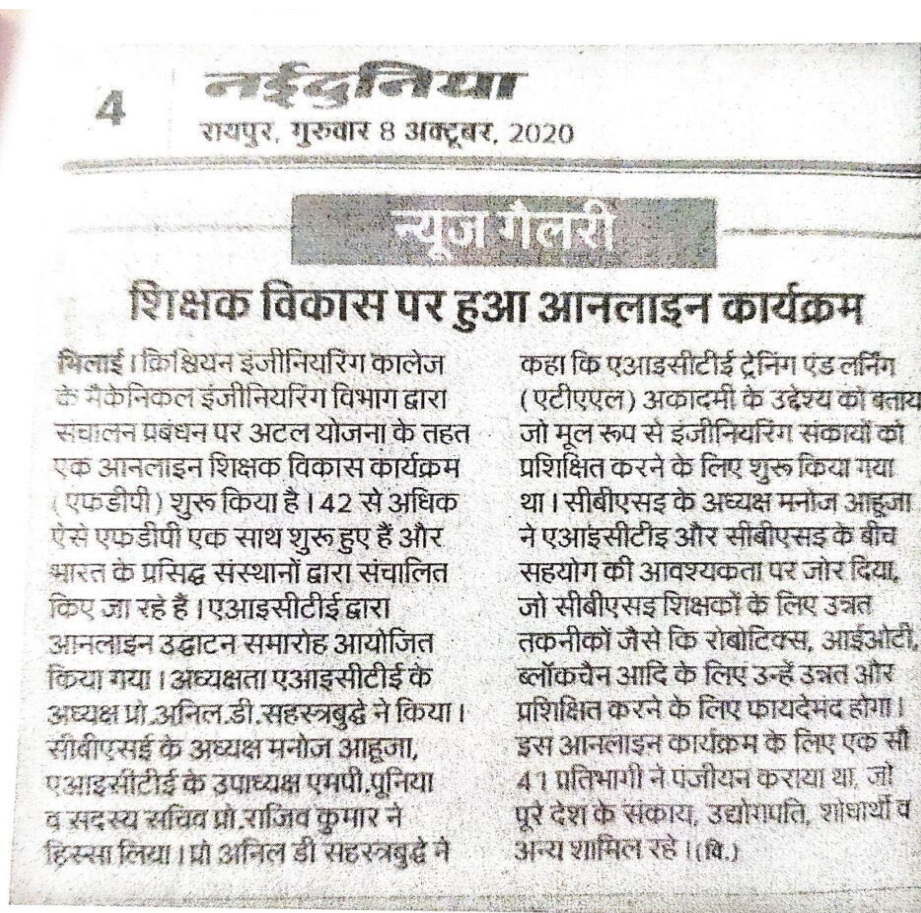 4
नईदुनिया
रायपुर, गुरुवार 8 अक्टूबर, 2020
न्यूज गैलरी
शिक्षक विकास पर हुआ आनलाइन कार्यक्रम
भिलाई। क्रिश्चियन इंजीनियरिंग कालेज
के मैकेनिकल इंजीनियरिंग विभाग द्वारा
संचालन प्रबंधन पर अटल योजना के तहत
एक आनलाइन शिक्षक विकास कार्यक्रम
(एफडीपी) शुरू किया है। 42 से अधिक
ऐसे एफडीपी एक साथ शुरू हुए हैं और
भारत के प्रसिद्ध संस्थानों द्वारा संचालित
किए जा रहे हैं। एआइसीटीई द्वारा
आनलाइन उद्घाटन समारोह आयोजित
किया गया। अध्यक्षता एआइसीटीई के
अध्यक्ष प्रो.अनिल.डी.सहस्त्रबुद्धे ने किया।
सीबीएसई के अध्यक्ष मनोज आहूजा,
एआइसीटीई के उपाध्यक्ष एमपी.पूनिया
व सदस्य सचिव प्रो.राजिव कुमार ने
हिस्सा लिया। प्रो अनिल डी सहस्त्रबुद्धे ने
कहा कि एआइसीटीई ट्रेनिंग एंड लर्निंग
(एटीएएल) अकादमी के उद्देश्य को बताय
जो मूल रूप से इंजीनियरिंग संकायों को
प्रशिक्षित करने के लिए शुरू किया गया
था। सीबीएसइ के अध्यक्ष मनोज आहूजा
ने एआइसीटीइ और सीबीएसइ के बीच
सहयोग की आवश्यकता पर जोर दिया,
जो सीबीएसइ शिक्षकों के लिए उन्नत
तकनीकों जैसे कि रोबोटिक्स, आईओटी,
ब्लॉकचैन आदि के लिए उन्हें उन्नत और
प्रशिक्षित करने के लिए फायदेमद होगा।
इस आनलाइन कार्यक्रम के लिए एक सौ
41 प्रतिभागी ने पंजीयन कराया था, जो
पूरे देश के संकाय, उद्योगपति, शोधार्थी व
अन्य शामिल रहे। (वि.)